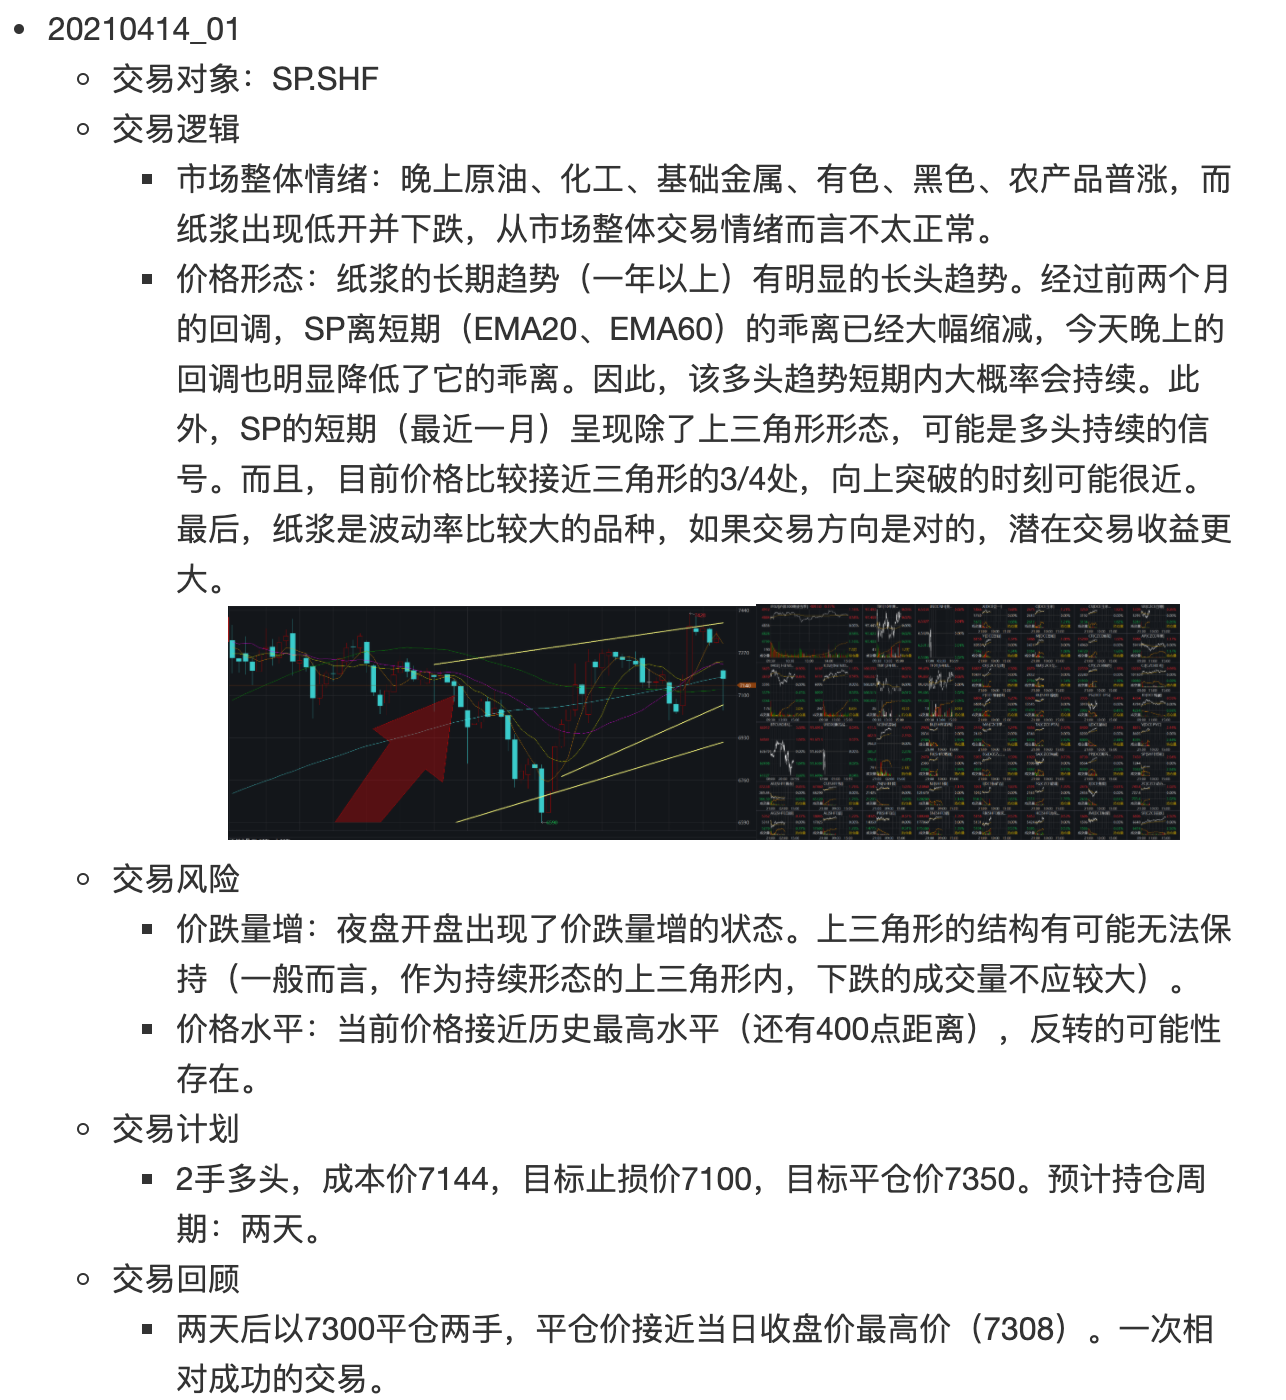 20210414_01
交易对象：SP.SHF
交易逻辑
市场整体情绪：晚上原油、化工、基础金属、有色、黑色、农产品普涨，而
纸浆出现低开并下跌，从市场整体交易情绪而言不太正常。
价格形态：纸浆的长期趋势（一年以上）有明显的长头趋势。经过前两个月
的回调，SP离短期（EMA20、EMA60）的乖离已经大幅缩减，今天晚上的
回调也明显降低了它的乖离。因此，该多头趋势短期内大概率会持续。此
外，SP的短期（最近一月）呈现除了上三角形形态，可能是多头持续的信
号。而且，目前价格比较接近三角形的3/4处，向上突破的时刻可能很近。
最后，纸浆是波动率比较大的品种，如果交易方向是对的，潜在交易收益更
大。
交易风险
价跌量增：夜盘开盘出现了价跌量增的状态。上三角形的结构有可能无法保
持（一般而言，作为持续形态的上三角形内，下跌的成交量不应较大）。
价格水平：当前价格接近历史最高水平（还有400点距离），反转的可能性
存在。
交易计划
2手多头，成本价7144，目标止损价7100，目标平仓价7350。预计持仓周
期：两天。
交易回顾
两天后以7300平仓两手，平仓价接近当日收盘价最高价（7308）。一次相
对成功的交易。